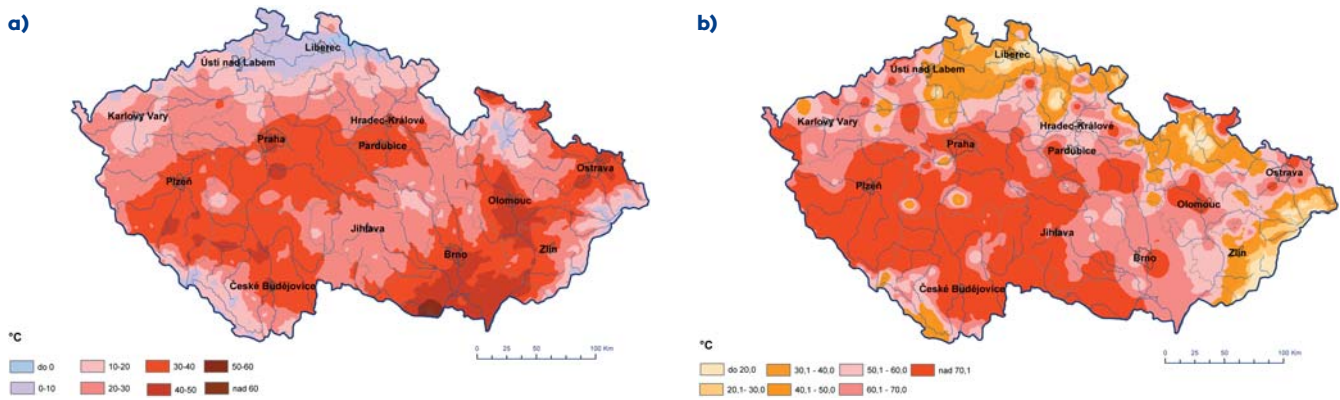 a)
Liberec
Ústí nad Labem
Karlovy Vary
Praha
Hradec-Králové
Pardubice
Plzeň
Ostrava
Olomouc
Jihlava
Brno
Zlín
České Budějovice
°C
do 0
10-20
30-40
50-60
0-10
20-30
40-50
nad 60
0 25 50 100 Km
b)
Liberec
Ústí nad Labem
Karlovy Vary
Hradec-Králové
Praha
Pardubice
Plzeň
Ostrava
Olomouc
Jihlava
Brno
Zlín
České Budějovice
°C
do 20,0
30,1 - 40,0
50,1 - 60,0
nad 70,1
20,1- 30,0
40,1 - 50,0
60,1 - 70,0
0 25 50 100 Km